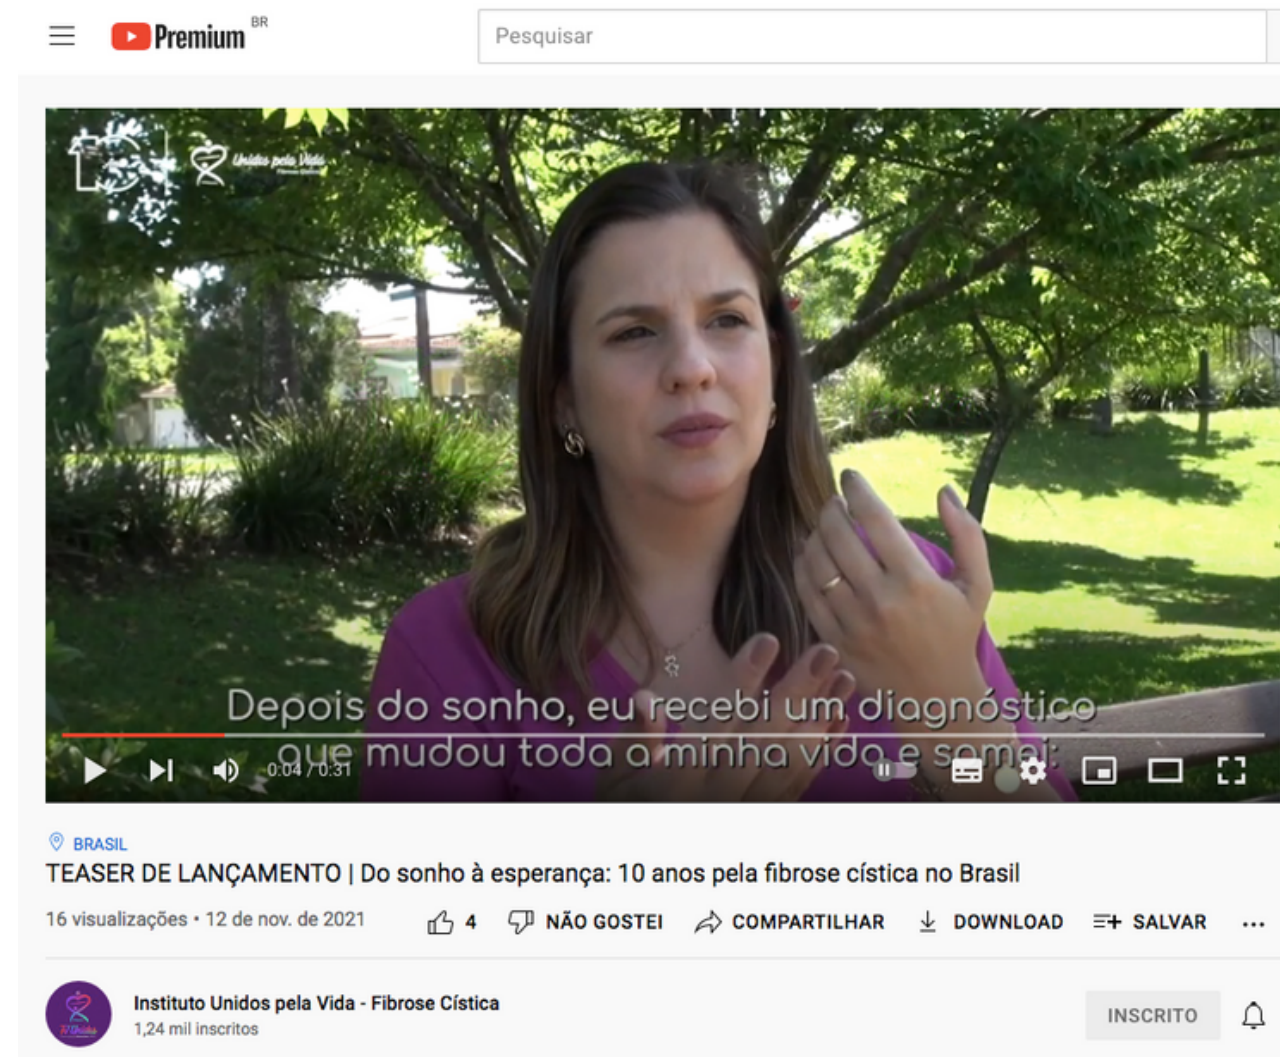 BR
Premium
Pesquisar
10
Unidos pela Vida
Depois do sonho, eu recebi um diagnóstico
que mudou toda a minha vida e somei:
0:04 / 0:31
BRASIL
TEASER DE LANÇAMENTO | Do sonho à esperança: 10 anos pela fibrose cística no Brasil
16 visualizações • 12 de nov. de 2021
4
NÃO GOSTEI
COMPARTILHAR
DOWNLOAD
SALVAR
Instituto Unidos pela Vida - Fibrose Cística
1,24 mil inscritos
INSCRITO